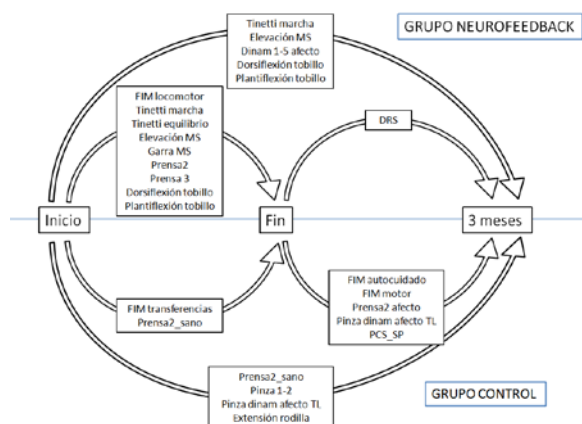 GRUPO NEUROFEEDBACK
Tinetti marcha
Elevación MS
Dinam 1-5 afecto
Dorsiflexión tobillo
Plantiflexión tobillo
FIM locomotor
Tinetti marcha
Tinetti equilibrio
Elevación MS
Garra MS
Prensa2
Prensa 3
Dorsiflexión tobillo
Plantiflexión tobillo
DRS
Inicio
Fin
3 meses
FIM transferencias
Prensa2_sano
FIM autocuidado
FIM motor
Prensa2 afecto
Pinza dinam afecto TL
PCS_SP
Prensa2_sano
Pinza 1-2
Pinza dinam afecto TL
Extensión rodilla
GRUPO CONTROL